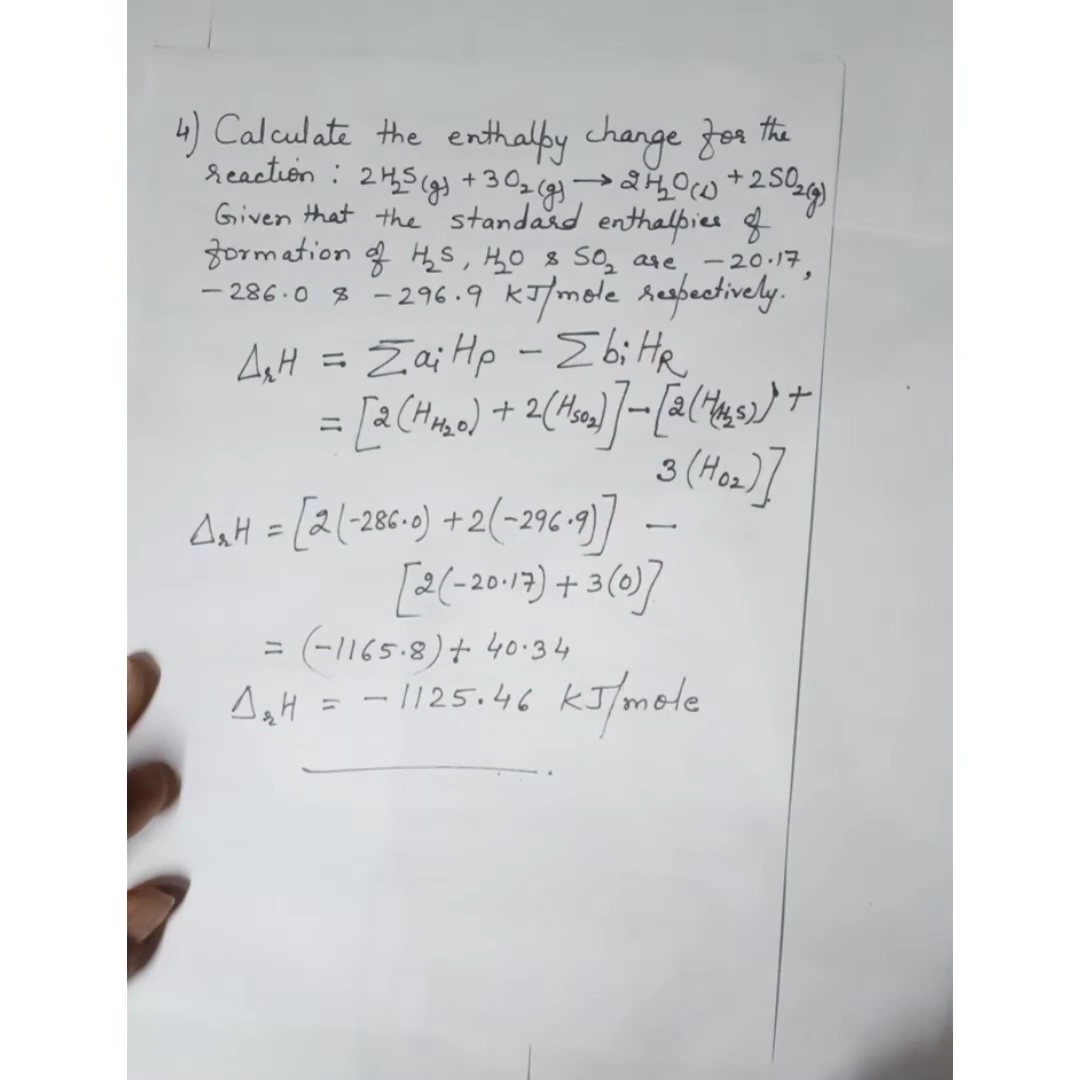 4) Calculate the enthalpy change for the
reaction : 2H₂S(g) + 3O₂(g) → 2H₂O(l) + 2SO₂(g)
Given that the standard enthalpies of
formation of H₂S, H₂O & SO₂ are -20.17,
-286.0 & -296.9 KJ/mole respectively.
ΔᵣH = Σaᵢ Hp - Σbᵢ H_R
= [2(H_H₂O) + 2(H_SO₂)] - [2(H_H₂S) +
3(H_O₂)]
ΔᵣH = [2(-286.0) + 2(-296.9)] -
[2(-20.17) + 3(0)]
= (-1165.8) + 40.34
ΔᵣH = -1125.46 kJ/mole